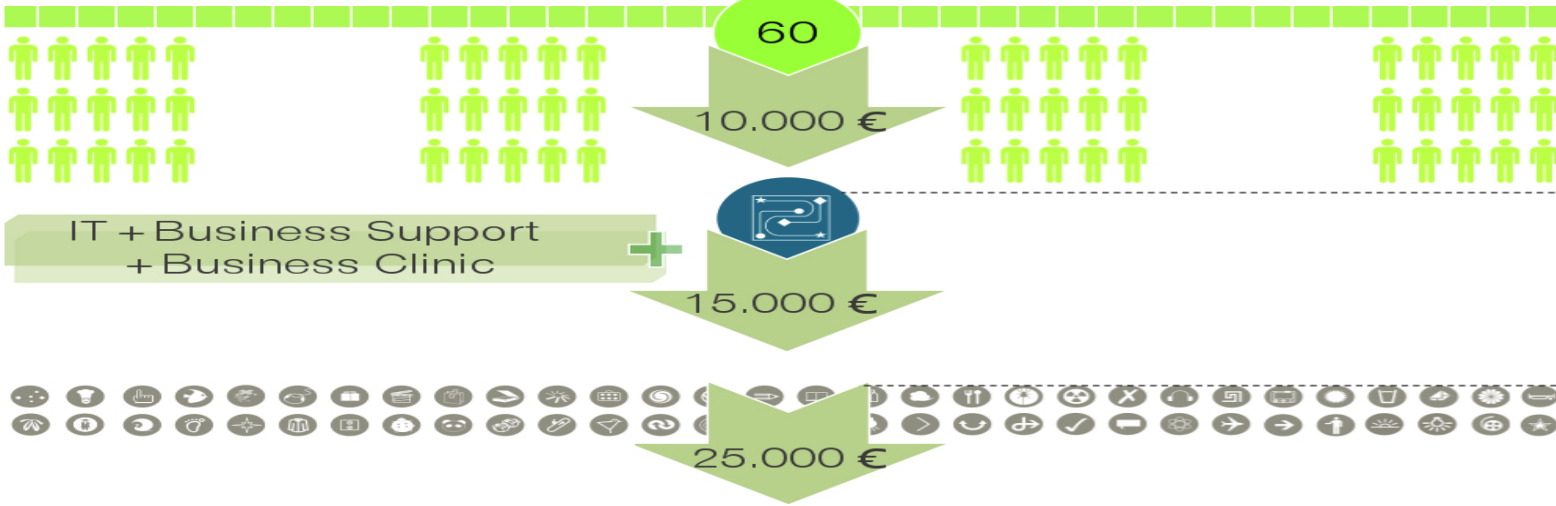 60
10.000 €
IT + Business Support
+ Business Clinic
15.000 €
25.000 €